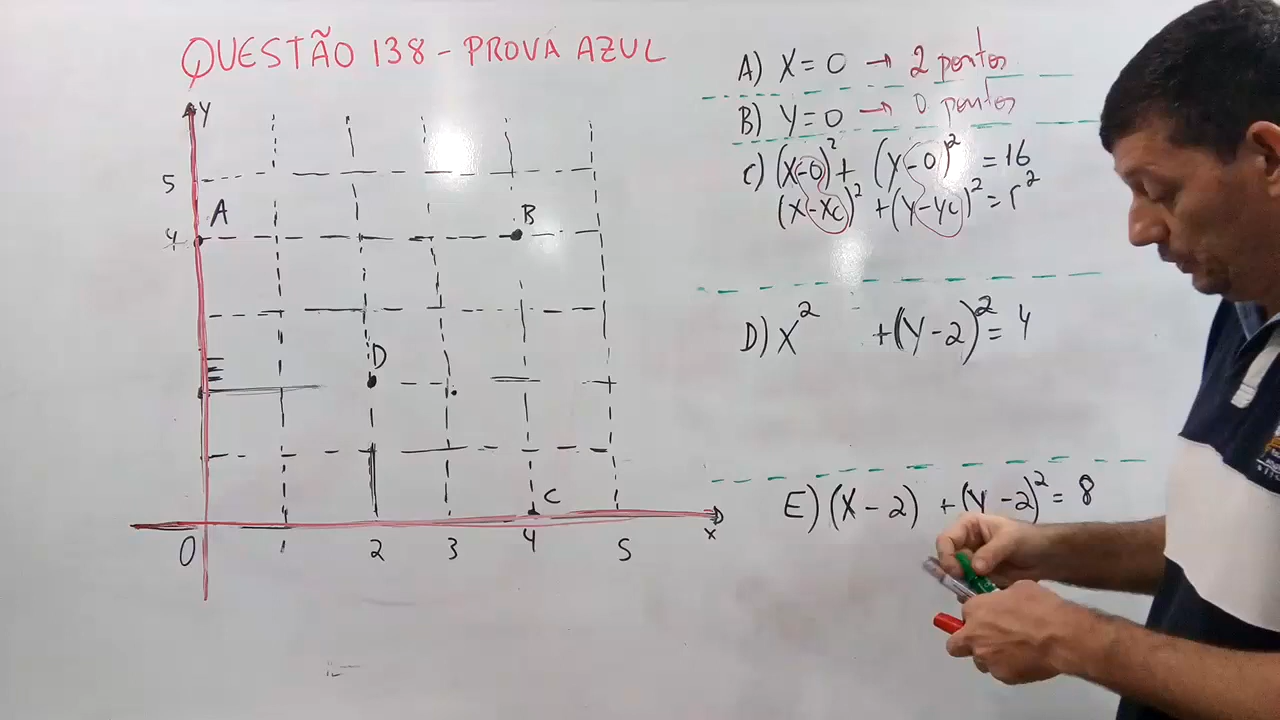 QUESTÃO 138 - PROVA AZUL
Y
5
A
B
4
D
C
0 1 2 3 4 5
X
A) X = 0 → 2 pontos
B) Y = 0 → 0 pontos
C) (X-0)² + (Y-0)² = 16
(X-Xc)² + (Y-Yc)² = r²
D) X² + (Y-2)² = 4
E) (X-2) + (Y-2)² = 8